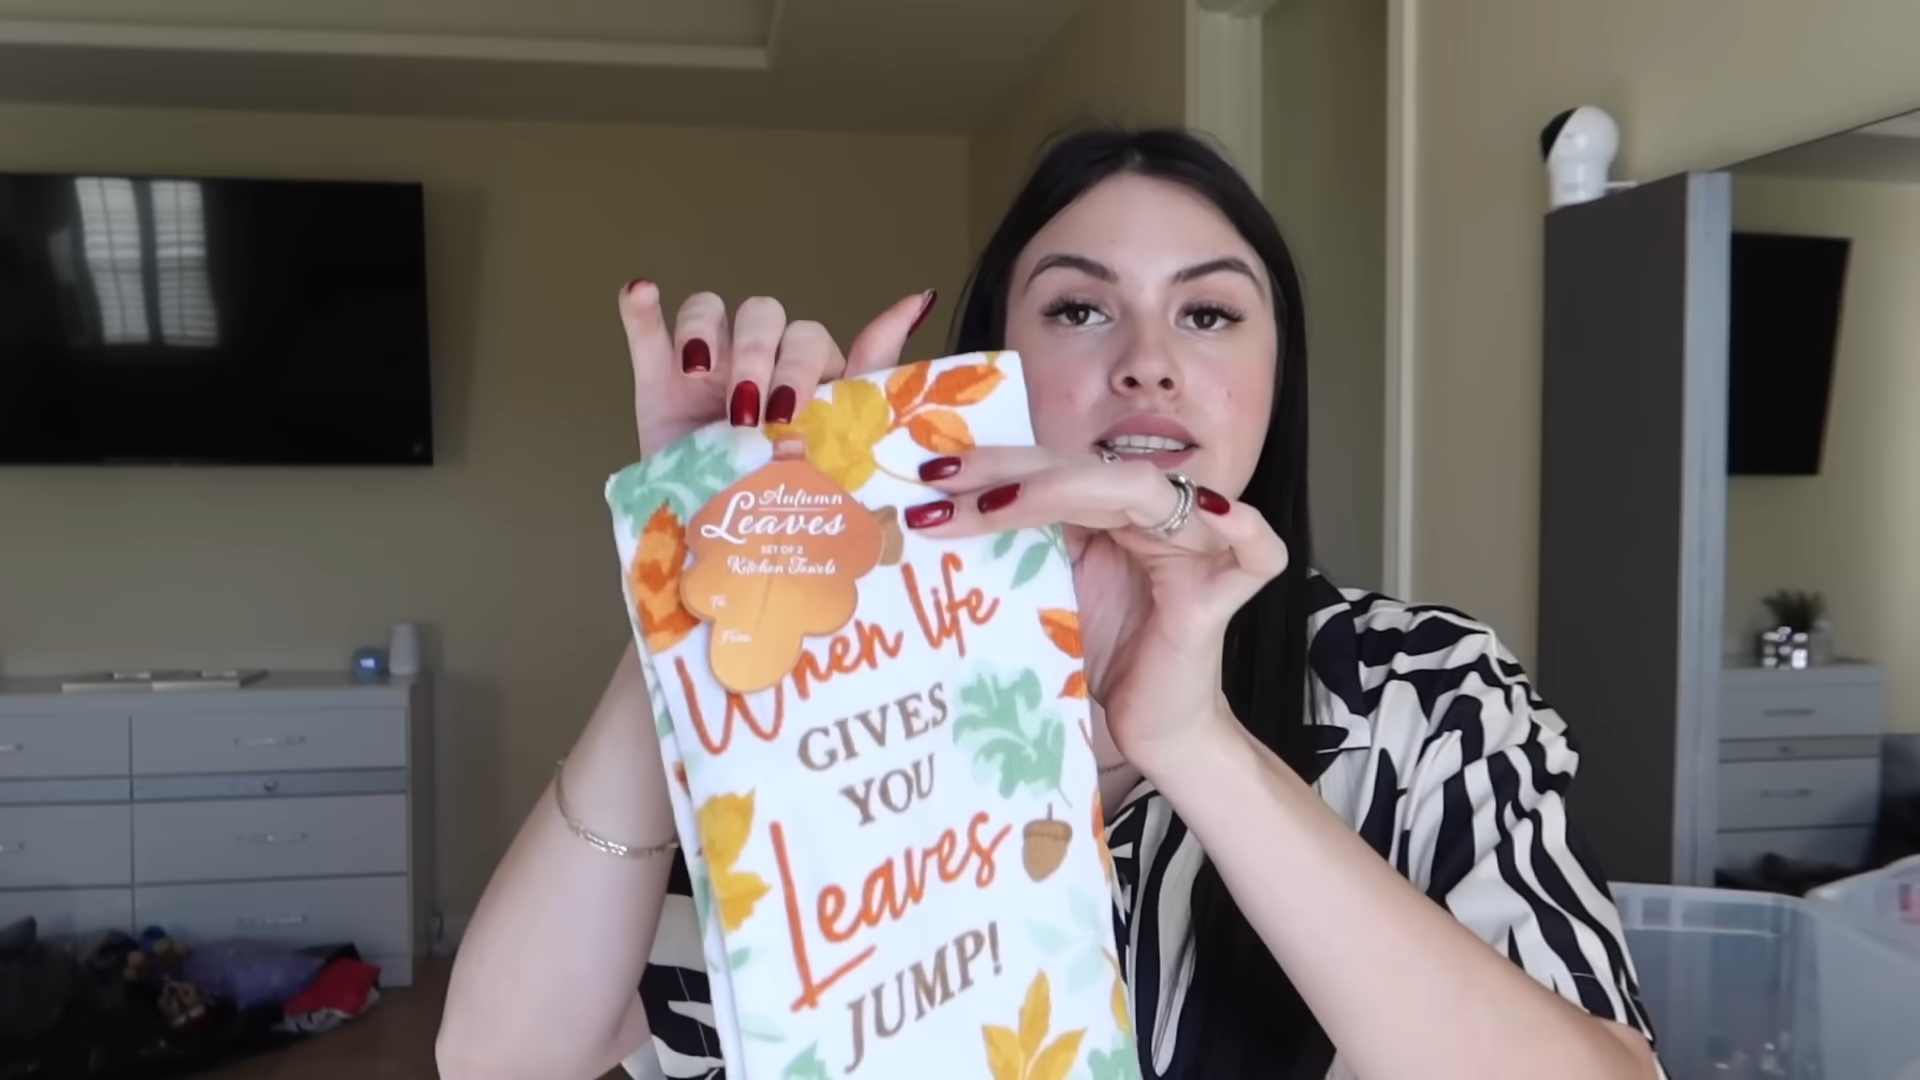 Autumn
Leaves
SET OF 2
Kitchen Towels
To:
From:
When life
GIVES
YOU
Leaves
JUMP!